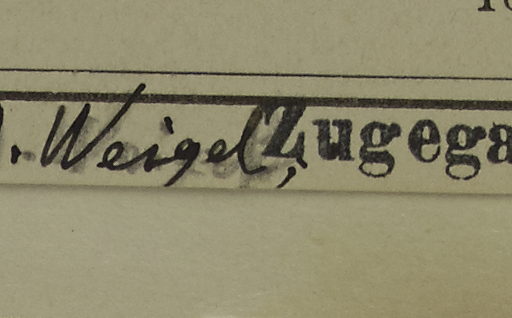 . Weigel, Zugega